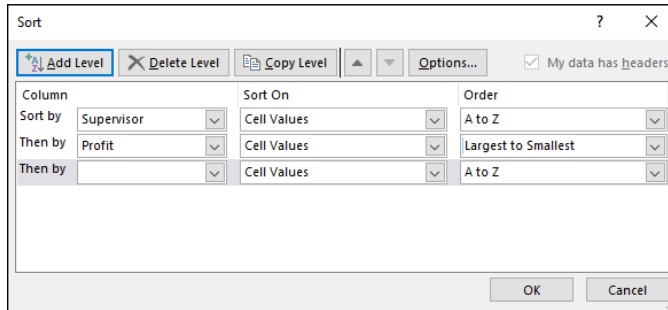 Sort ? X
Add Level Delete Level Copy Level Options... My data has headers
Column Sort On Order
Sort by Supervisor Cell Values A to Z
Then by Profit Cell Values Largest to Smallest
Then by Cell Values A to Z
OK Cancel